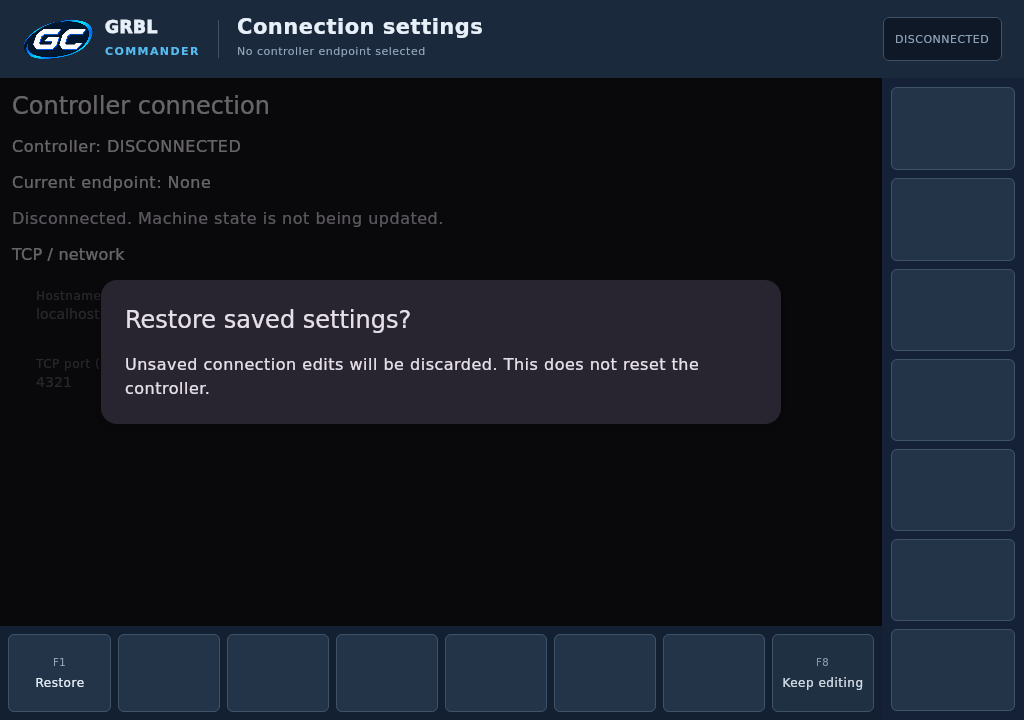 GC
GRBL
COMMANDER
Connection settings
No controller endpoint selected
DISCONNECTED
Controller connection
Controller: DISCONNECTED
Current endpoint: None
Disconnected. Machine state is not being updated.
TCP / network
Hostname
localhost
TCP port (
4321
Restore saved settings?
Unsaved connection edits will be discarded. This does not reset the
controller.
F1
Restore
F8
Keep editing